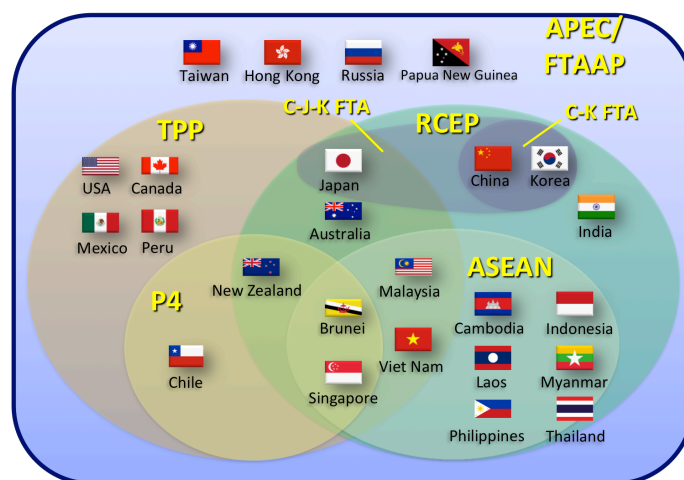 APEC/
FTAAP
Taiwan
Hong Kong
Russia
Papua New Guinea
C-J-K FTA
C-K FTA
TPP
RCEP
USA
Canada
Japan
China
Korea
Mexico
Peru
Australia
India
P4
New Zealand
Malaysia
ASEAN
Brunei
Cambodia
Indonesia
Chile
Singapore
Viet Nam
Laos
Myanmar
Philippines
Thailand